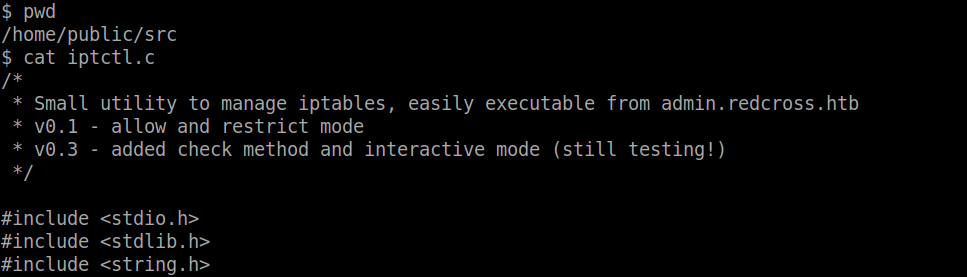 $ pwd
/home/public/src
$ cat iptctl.c
/*
 * Small utility to manage iptables, easily executable from admin.redcross.htb
 * v0.1 - allow and restrict mode
 * v0.3 - added check method and interactive mode (still testing!)
 */

#include <stdio.h>
#include <stdlib.h>
#include <string.h>